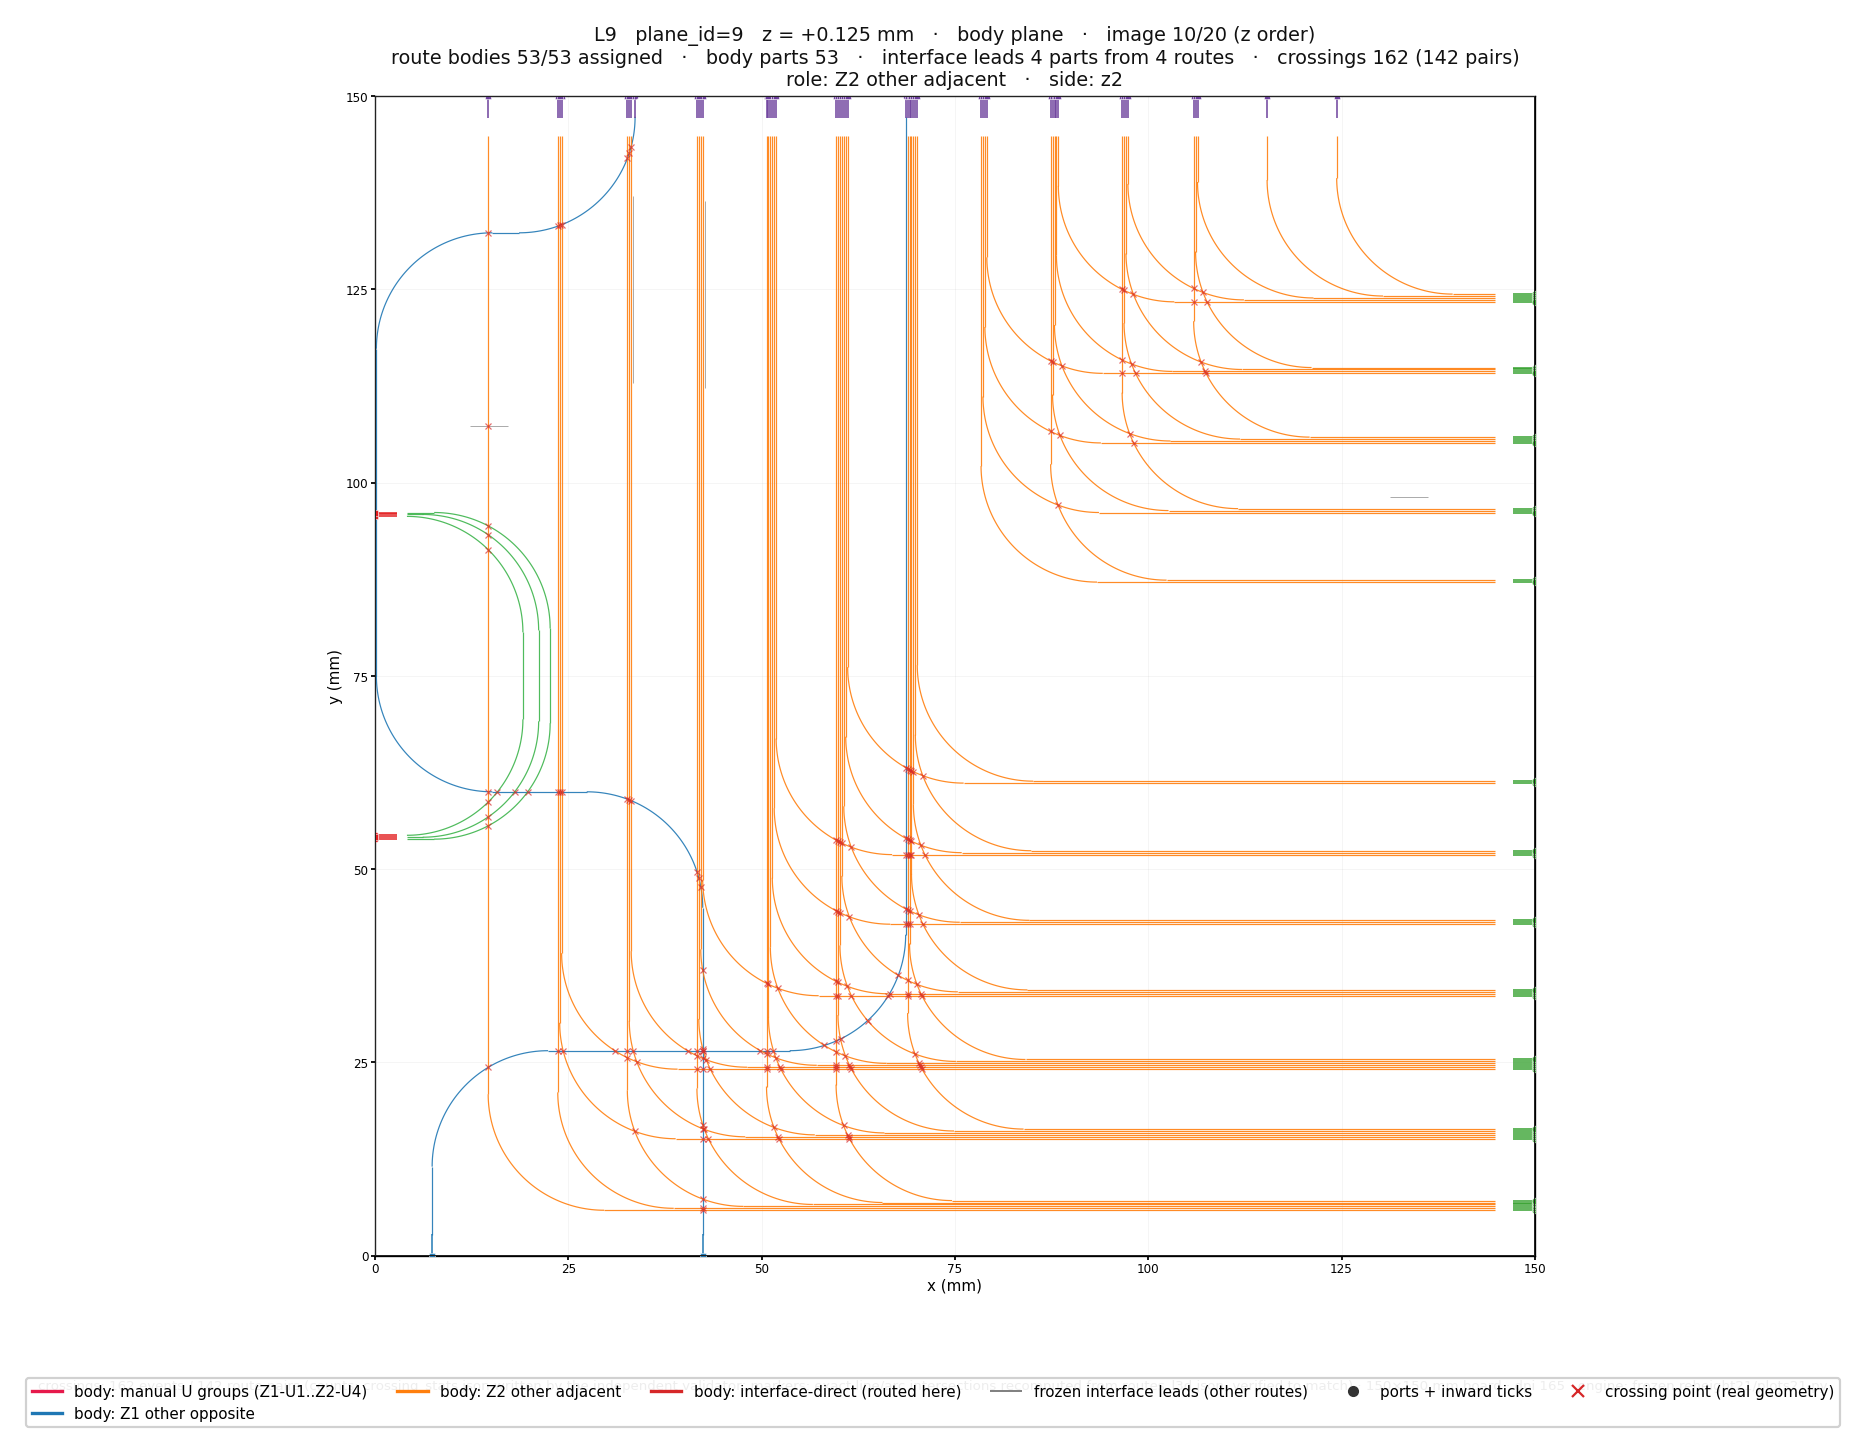 L9 plane_id=9 z = +0.125 mm · body plane · image 10/20 (z order)
route bodies 53/53 assigned · body parts 53 · interface leads 4 parts from 4 routes · crossings 162 (142 pairs)
role: Z2 other adjacent · side: z2
150
125
100
75
50
25
0
y (mm)
0 25 50 75 100 125 150
x (mm)
body: manual U groups (Z1-U1..Z2-U4) body: Z2 other adjacent body: interface-direct (routed here) frozen interface leads (other routes) ports + inward ticks crossing point (real geometry)
body: Z1 other opposite